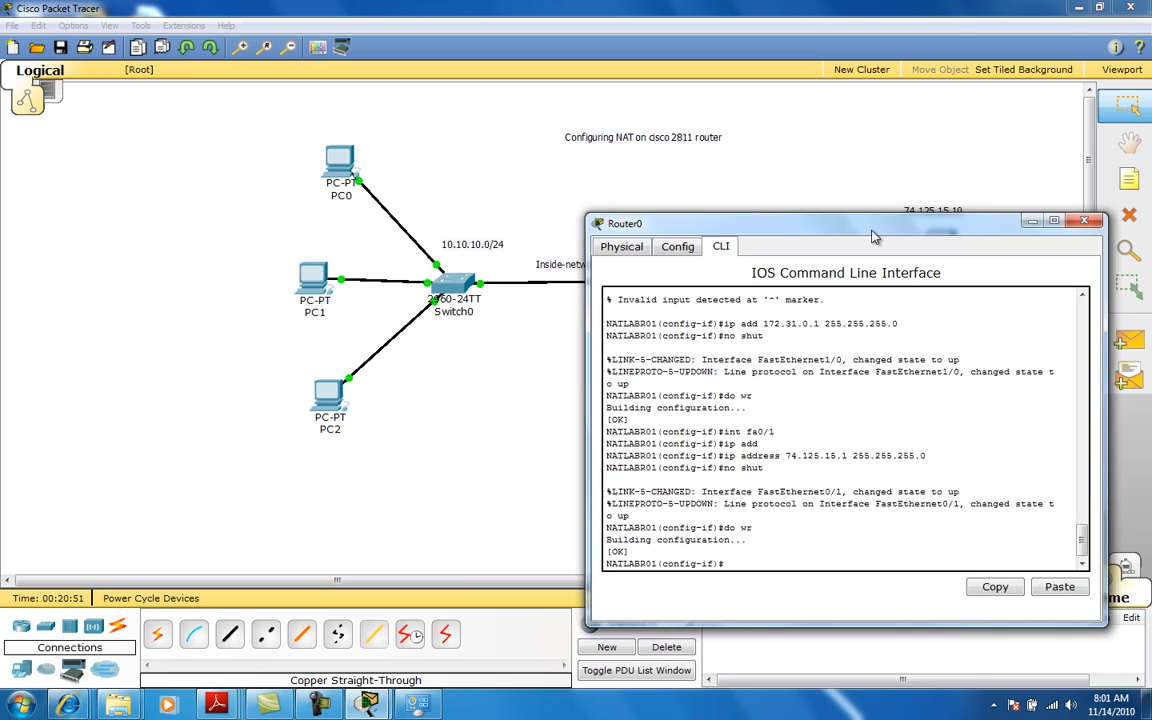 Cisco Packet Tracer
File Edit Options View Tools Extensions Help
Logical
[Root]
New Cluster
Move Object
Set Tiled Background
Viewport
Configuring NAT on cisco 2811 router
PC-PT
PC0
74.125.15.10
10.10.10.0/24
Inside-netw
PC-PT
PC1
2960-24TT
Switch0
PC-PT
PC2
Router0
Physical
Config
CLI
IOS Command Line Interface
% Invalid input detected at '^' marker.
NATLABR01(config-if)#ip add 172.31.0.1 255.255.255.0
NATLABR01(config-if)#no shut
%LINK-5-CHANGED: Interface FastEthernet1/0, changed state to up
%LINEPROTO-5-UPDOWN: Line protocol on Interface FastEthernet1/0, changed state t
o up
NATLABR01(config-if)#do wr
Building configuration...
[OK]
NATLABR01(config-if)#int fa0/1
NATLABR01(config-if)#ip add
NATLABR01(config-if)#ip address 74.125.15.1 255.255.255.0
NATLABR01(config-if)#no shut
%LINK-5-CHANGED: Interface FastEthernet0/1, changed state to up
%LINEPROTO-5-UPDOWN: Line protocol on Interface FastEthernet0/1, changed state t
o up
NATLABR01(config-if)#do wr
Building configuration...
[OK]
NATLABR01(config-if)#
Copy
Paste
Time: 00:20:51
Power Cycle Devices
me
Connections
New
Delete
Edit
Toggle PDU List Window
Copper Straight-Through
8:01 AM
11/14/2010